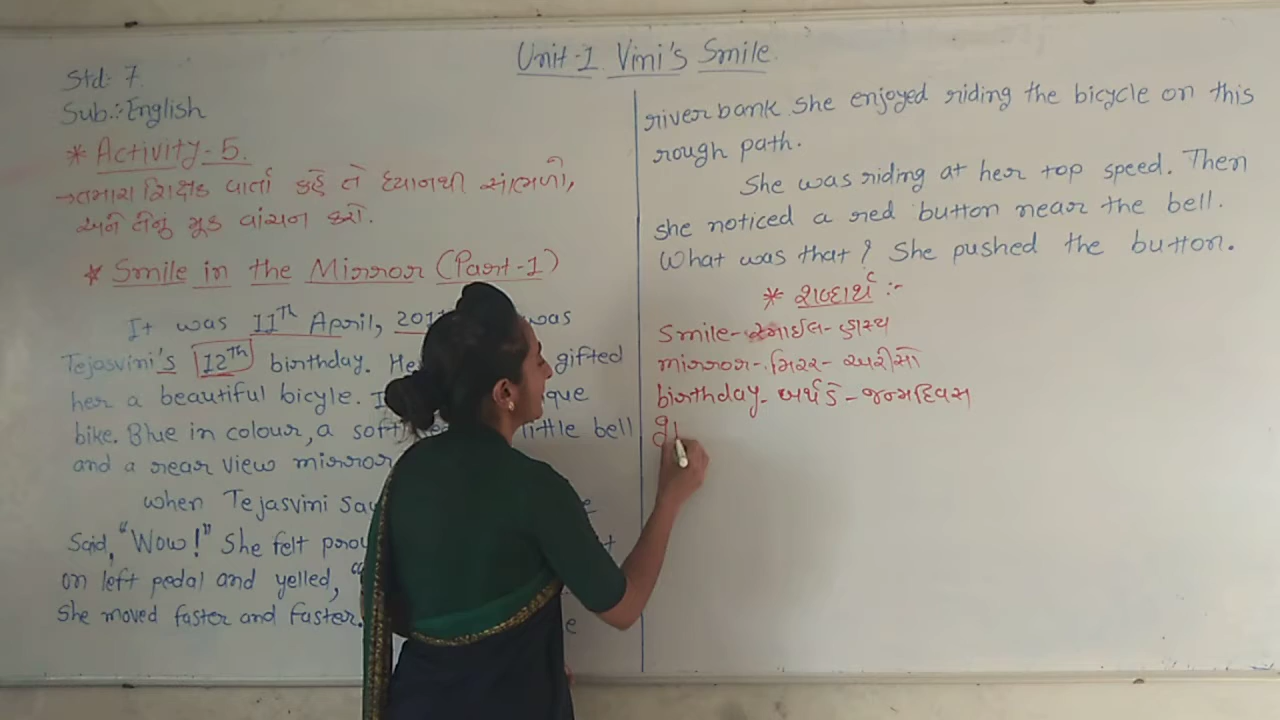 Unit-1 Vini's Smile
Std: 7
Sub.:-English
* Activity-5.
→ તમારા શિક્ષક વાર્તા કહે તે ધ્યાનથી સાંભળો,
અને તેનું મૂક વાંચન કરો.
* Smile in the Mirror (Part-1)
It was 11Th April, 201 was
Tejasvini's 12Th birthday. He gifted
her a beautiful bicycle. I que
bike. Blue in colour, a soft little bell
and a rear view mirror
when Tejasvini sa
Said, "Wow!" She felt prou
on left pedal and yelled, "
She moved faster and faster. e
river bank. She enjoyed riding the bicycle on this
rough path.
She was riding at her top speed. Then
she noticed a red button near the bell.
What was that? She pushed the button.
* શબ્દાર્થ :-
Smile- સ્માઈલ- હાસ્ય
mirror- મિરર- અરીસો
birthday- બર્થડે - જન્મદિવસ
gi